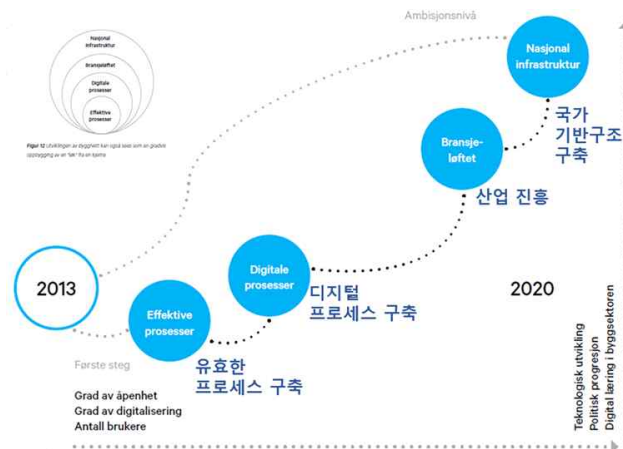 Nasjonal
infrastruktur
Bransjeløftet
Digitale
prosesser
Effektive
prosesser
Ambisjonsnivå
Nasjonal
infrastruktur
국가
기반구조
구축
Bransje-
løftet
산업 진흥
2013
Digitale
prosesser
디지털
프로세스 구축
2020
Effektive
prosesser
유효한
프로세스 구축
Første steg
Grad av åpenhet
Grad av digitalisering
Antall brukere
Teknologisk utvikling
Politisk progresjon
Digital læring i byggsektoren